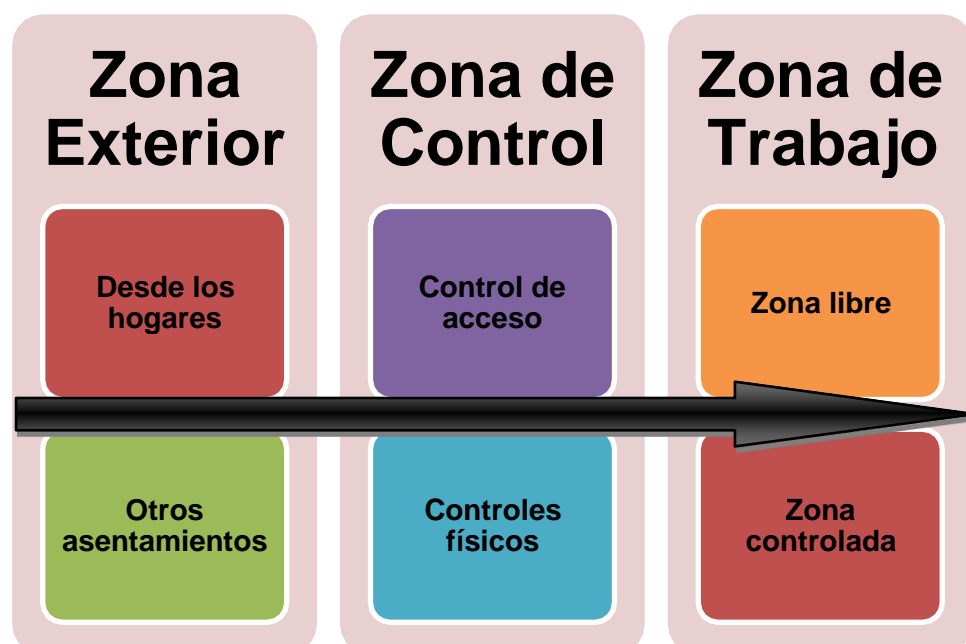 Zona
Exterior
Desde los
hogares
Otros
asentamientos
Zona de
Control
Control de
acceso
Controles
físicos
Zona de
Trabajo
Zona libre
Zona
controlada